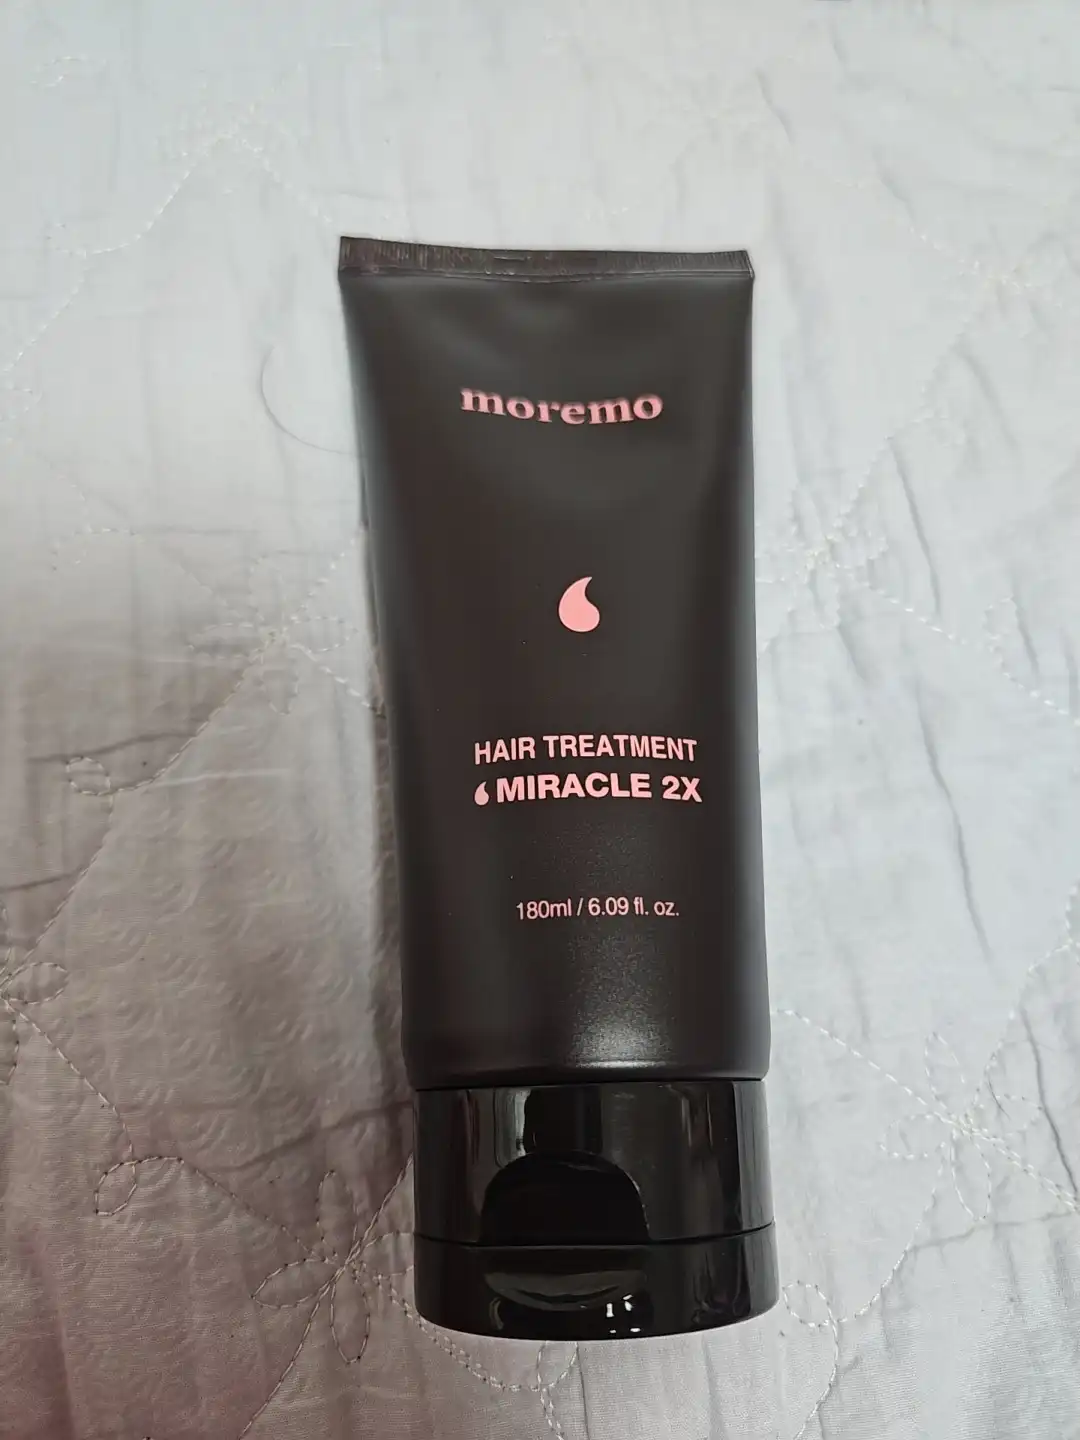 moremo
HAIR TREATMENT
MIRACLE 2X
180ml / 6.09 fl. oz.